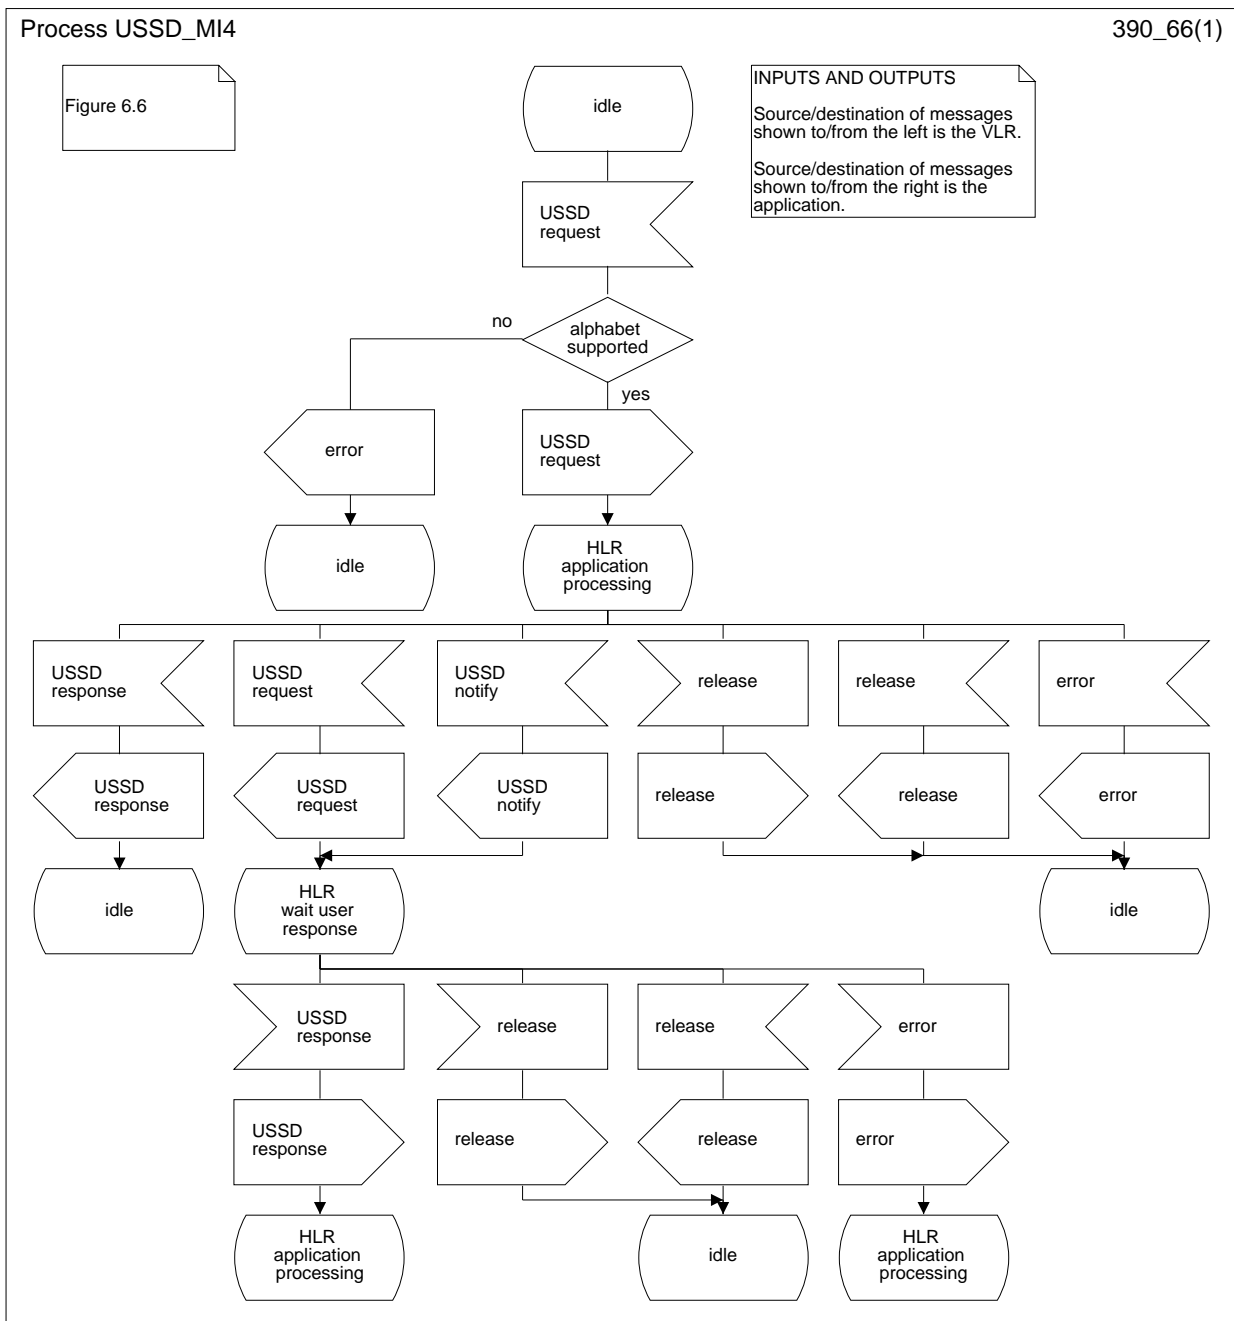 Process USSD_MI4
390_66(1)
Figure 6.6
idle
INPUTS AND OUTPUTS
Source/destination of messages
shown to/from the left is the VLR.
Source/destination of messages
shown to/from the right is the
application.
USSD
request
no
alphabet
supported
yes
error
USSD
request
idle
HLR
application
processing
USSD
response
USSD
request
USSD
notify
release
release
error
USSD
response
USSD
request
USSD
notify
release
release
error
idle
HLR
wait user
response
idle
USSD
response
release
release
error
USSD
response
release
release
error
HLR
application
processing
idle
HLR
application
processing